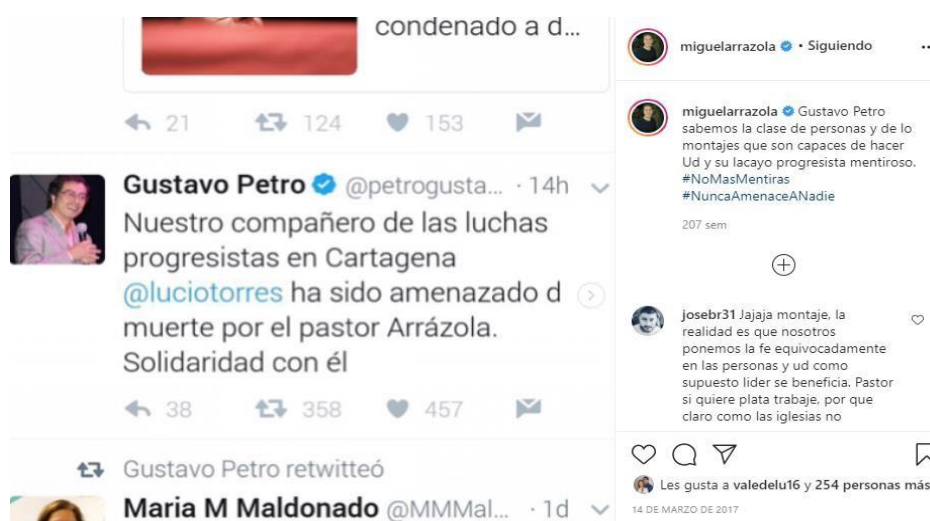 condenado a d...
21 124 153
Gustavo Petro @petrogusta... · 14h
Nuestro compañero de las luchas
progresistas en Cartagena
@luciotorres ha sido amenazado d
muerte por el pastor Arrázola.
Solidaridad con él
38 358 457
Gustavo Petro retwitteó
Maria M Maldonado @MMMal... · 1d
miguelarrazola • Siguiendo
miguelarrazola Gustavo Petro
sabemos la clase de personas y de lo
montajes que son capaces de hacer
Ud y su lacayo progresista mentiroso.
#NoMasMentiras
#NuncaAmenaceANadie
207 sem
josebr31 Jajaja montaje, la
realidad es que nosotros
ponemos la fe equivocadamente
en las personas y ud como
supuesto lider se beneficia. Pastor
si quiere plata trabaje, por que
claro como las iglesias no
Les gusta a valedelu16 y 254 personas más
14 DE MARZO DE 2017